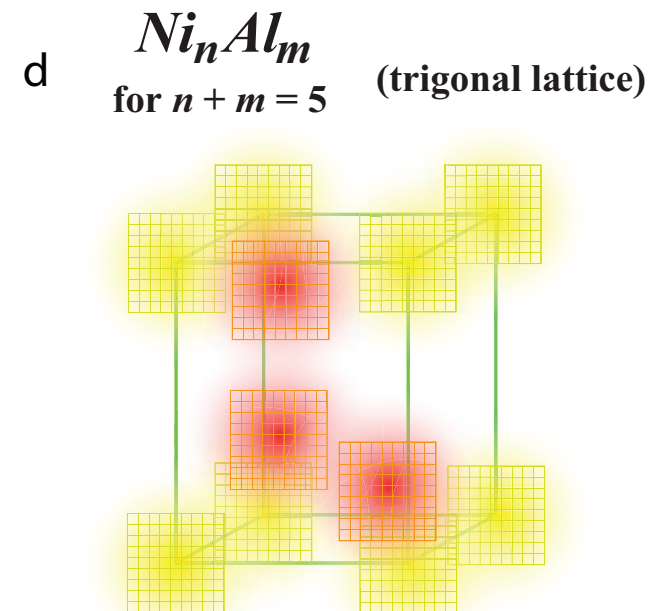 d
NinAlm
for n + m = 5
(trigonal lattice)